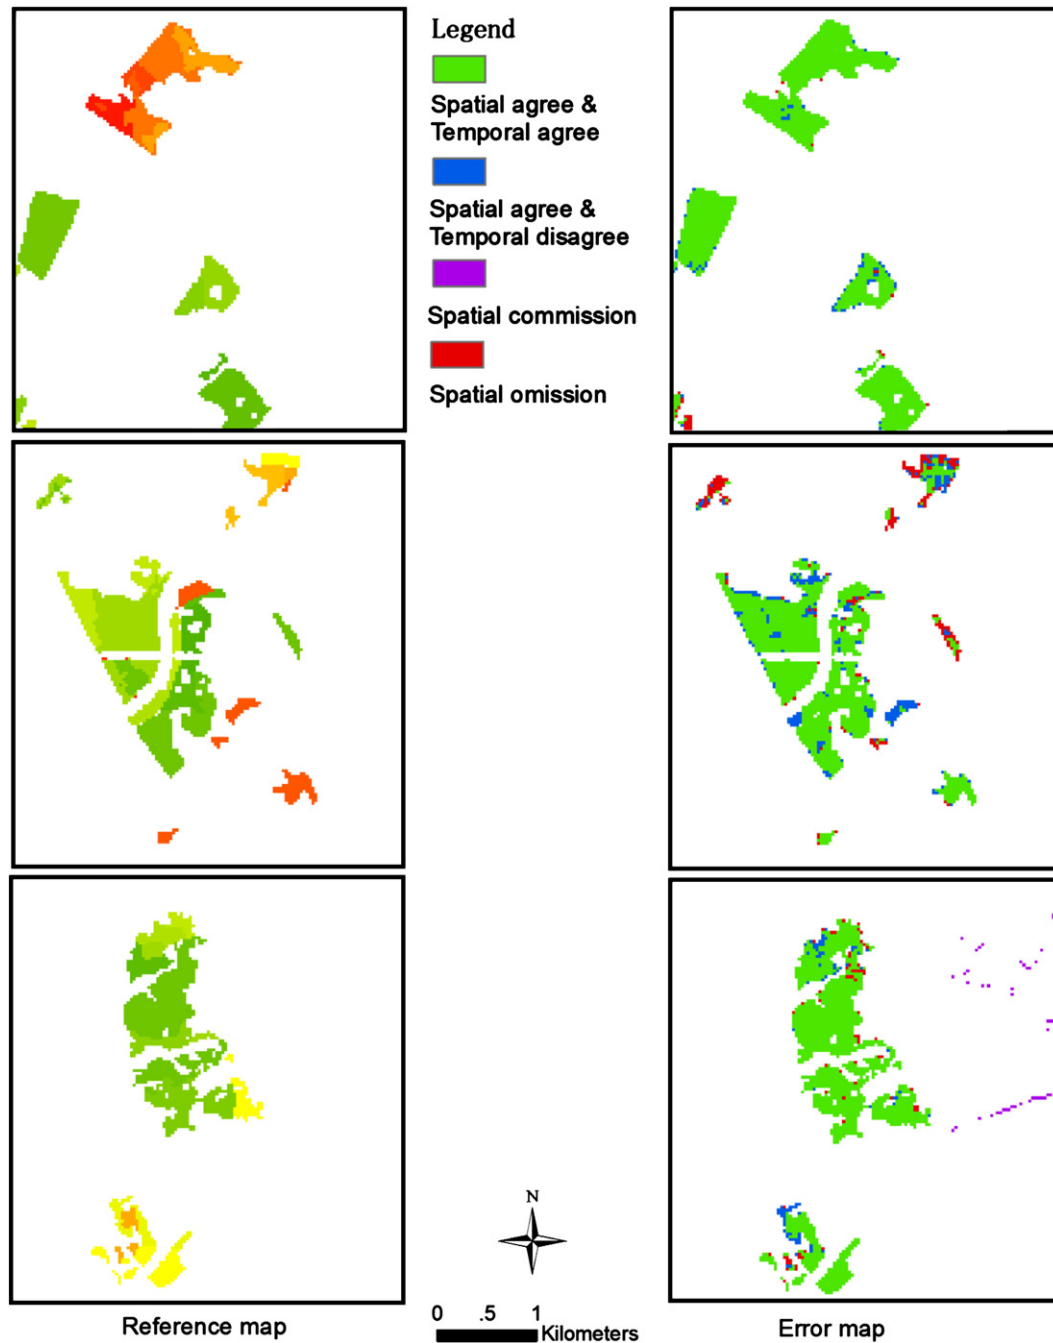 Legend
Spatial agree &
Temporal agree
Spatial agree &
Temporal disagree
Spatial commission
Spatial omission
N
0 .5 1
Kilometers
Reference map
Error map